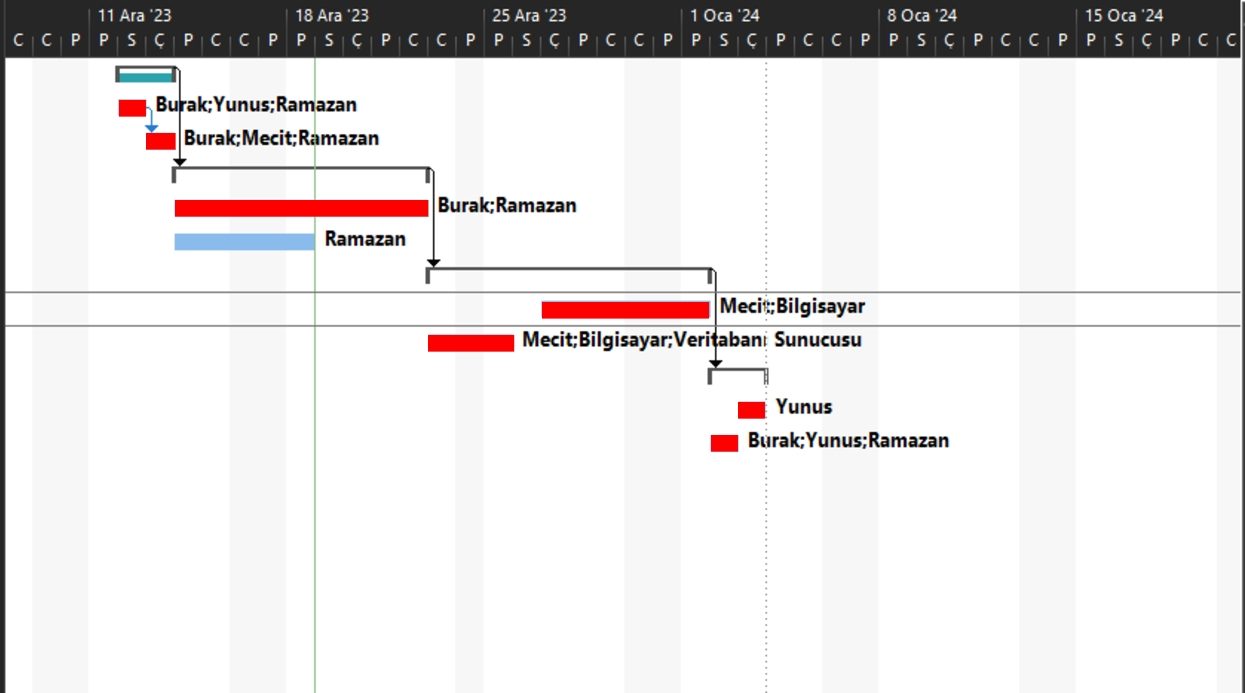 11 Ara '23 18 Ara '23 25 Ara '23 1 Oca '24 8 Oca '24 15 Oca '24
C C P P S Ç P C C P P S Ç P C C P P S Ç P C C P P S Ç P C C P P S Ç P C C P P S Ç P C C
Burak;Yunus;Ramazan
Burak;Mecit;Ramazan
Burak;Ramazan
Ramazan
Mecit;Bilgisayar
Mecit;Bilgisayar;Veritabanı Sunucusu
Yunus
Burak;Yunus;Ramazan